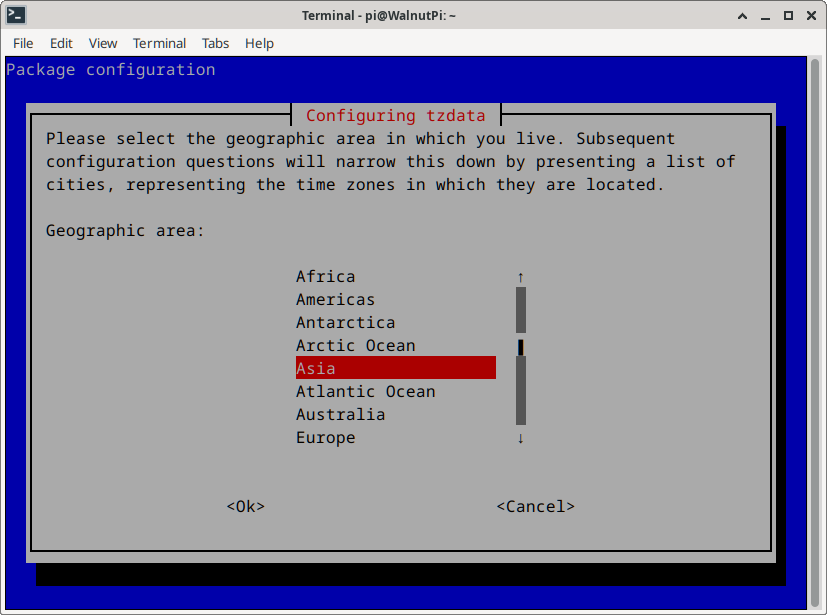 Terminal - pi@WalnutPi: ~
File Edit View Terminal Tabs Help
Package configuration
Configuring tzdata
Please select the geographic area in which you live. Subsequent
configuration questions will narrow this down by presenting a list of
cities, representing the time zones in which they are located.
Geographic area:
Africa ↑
Americas
Antarctica
Arctic Ocean
Asia
Atlantic Ocean
Australia
Europe ↓
<Ok> <Cancel>